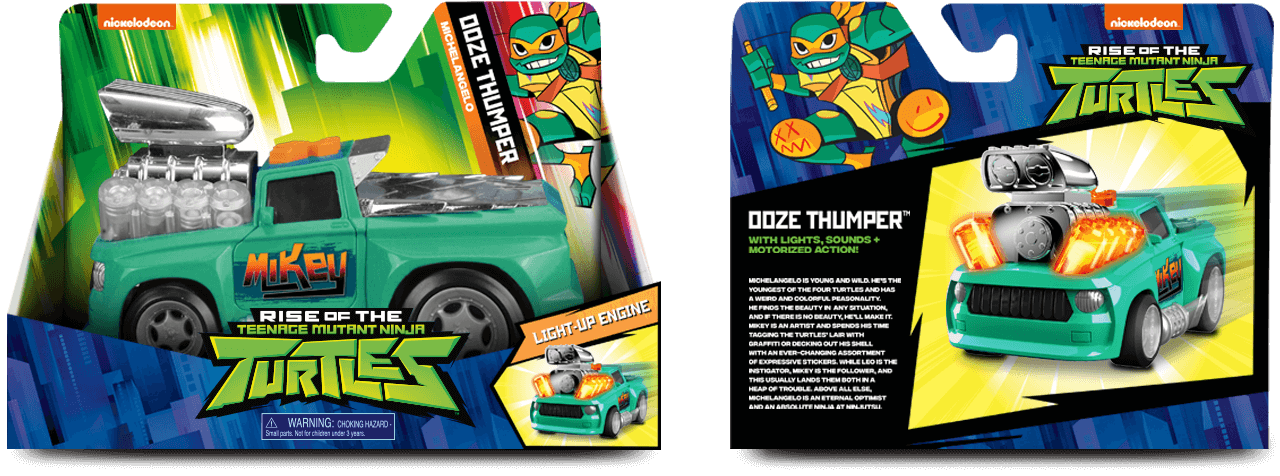 nickelodeon
OOZE THUMPER
MICHELANGELO
MiKey
RISE OF THE
TEENAGE MUTANT NINJA
TURTLES
LIGHT-UP ENGINE
WARNING: CHOKING HAZARD -
Small parts. Not for children under 3 years.
nickelodeon
RISE OF THE
TEENAGE MUTANT NINJA
TURTLES
OOZE THUMPER™
WITH LIGHTS, SOUNDS +
MOTORIZED ACTION!
MICHELANGELO IS YOUNG AND WILD. HE'S THE
YOUNGEST OF THE FOUR TURTLES AND HAS
A WEIRD AND COLORFUL PEASONALITY.
HE FINDS THE BEAUTY IN ANY SITUATION,
AND IF THERE IS NO BEAUTY, HE'LL MAKE IT.
MIKEY IS AN ARTIST AND SPENDS HIS TIME
TAGGING THE TURTLES' LAB WITH
GRAFFITI OR DECKING OUT HIS SHELL
WITH AN EVER-CHANGING ASSORTMENT
OF EXPRESSIVE STICKERS. WHILE LEO IS THE
INSTIGATOR, MIKEY IS THE FOLLOWER, AND
THIS USUALLY LANDS THEM BOTH IN A
HEAP OF TROUBLE. ABOVE ALL ELSE,
MICHELANGELO IS AN ETERNAL OPTIMIST
AND AN ABSOLUTE NINJA AT NINJUTSU.
MiKey